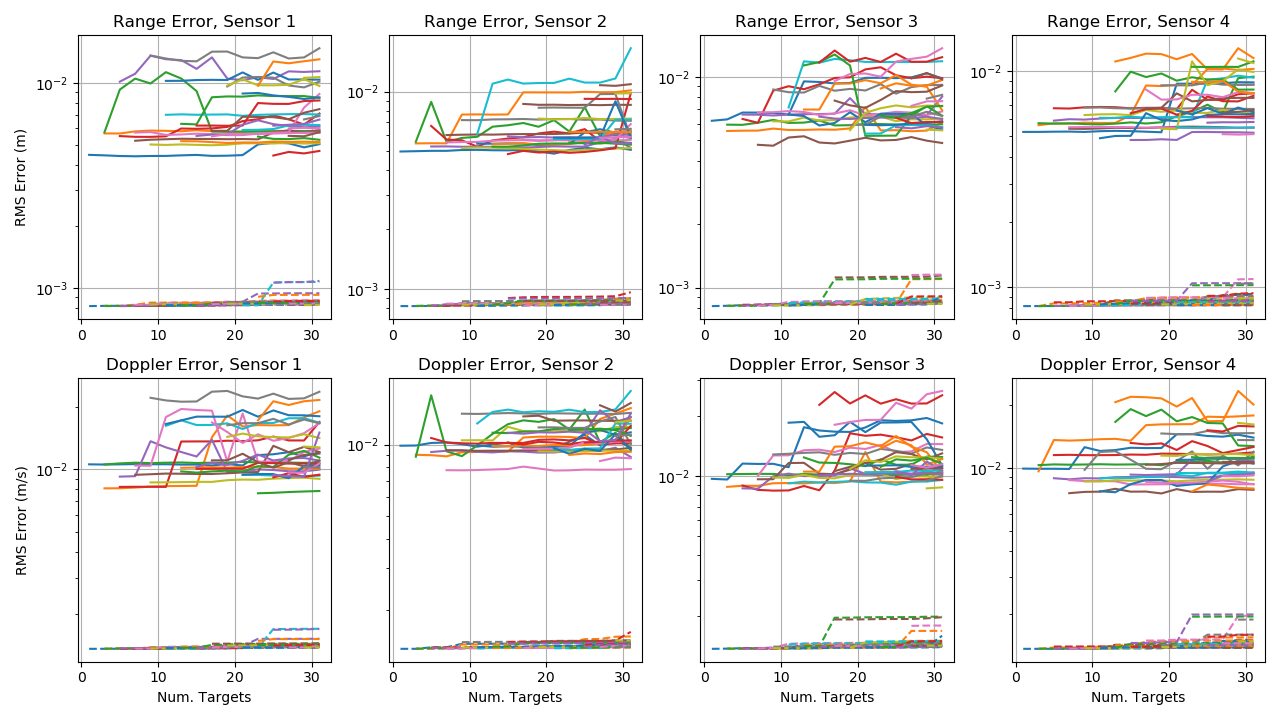 Range Error, Sensor 1
Range Error, Sensor 2
Range Error, Sensor 3
Range Error, Sensor 4
RMS Error (m)
10⁻²
10⁻³
0 10 20 30
10⁻²
10⁻³
0 10 20 30
10⁻²
10⁻³
0 10 20 30
10⁻²
10⁻³
0 10 20 30
Doppler Error, Sensor 1
Doppler Error, Sensor 2
Doppler Error, Sensor 3
Doppler Error, Sensor 4
RMS Error (m/s)
10⁻²
0 10 20 30
Num. Targets
10⁻²
0 10 20 30
Num. Targets
10⁻²
0 10 20 30
Num. Targets
10⁻²
0 10 20 30
Num. Targets